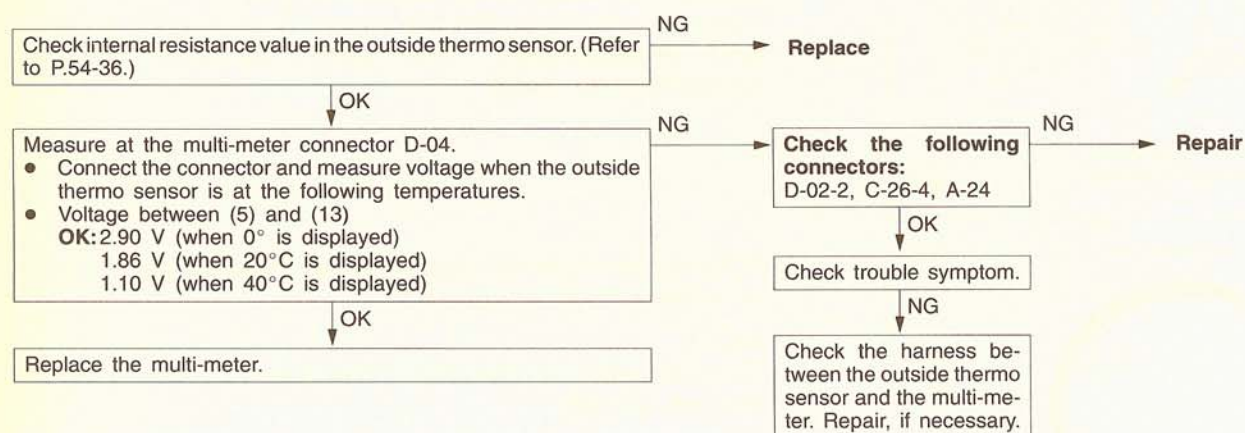 Check internal resistance value in the outside thermo sensor. (Refer
to P.54-36.)
NG
Replace
OK
Measure at the multi-meter connector D-04.
● Connect the connector and measure voltage when the outside
thermo sensor is at the following temperatures.
● Voltage between (5) and (13)
OK: 2.90 V (when 0° is displayed)
1.86 V (when 20°C is displayed)
1.10 V (when 40°C is displayed)
NG
Check the following
connectors:
D-02-2, C-26-4, A-24
NG
Repair
OK
Check trouble symptom.
NG
Check the harness be-
tween the outside thermo
sensor and the multi-me-
ter. Repair, if necessary.
OK
Replace the multi-meter.